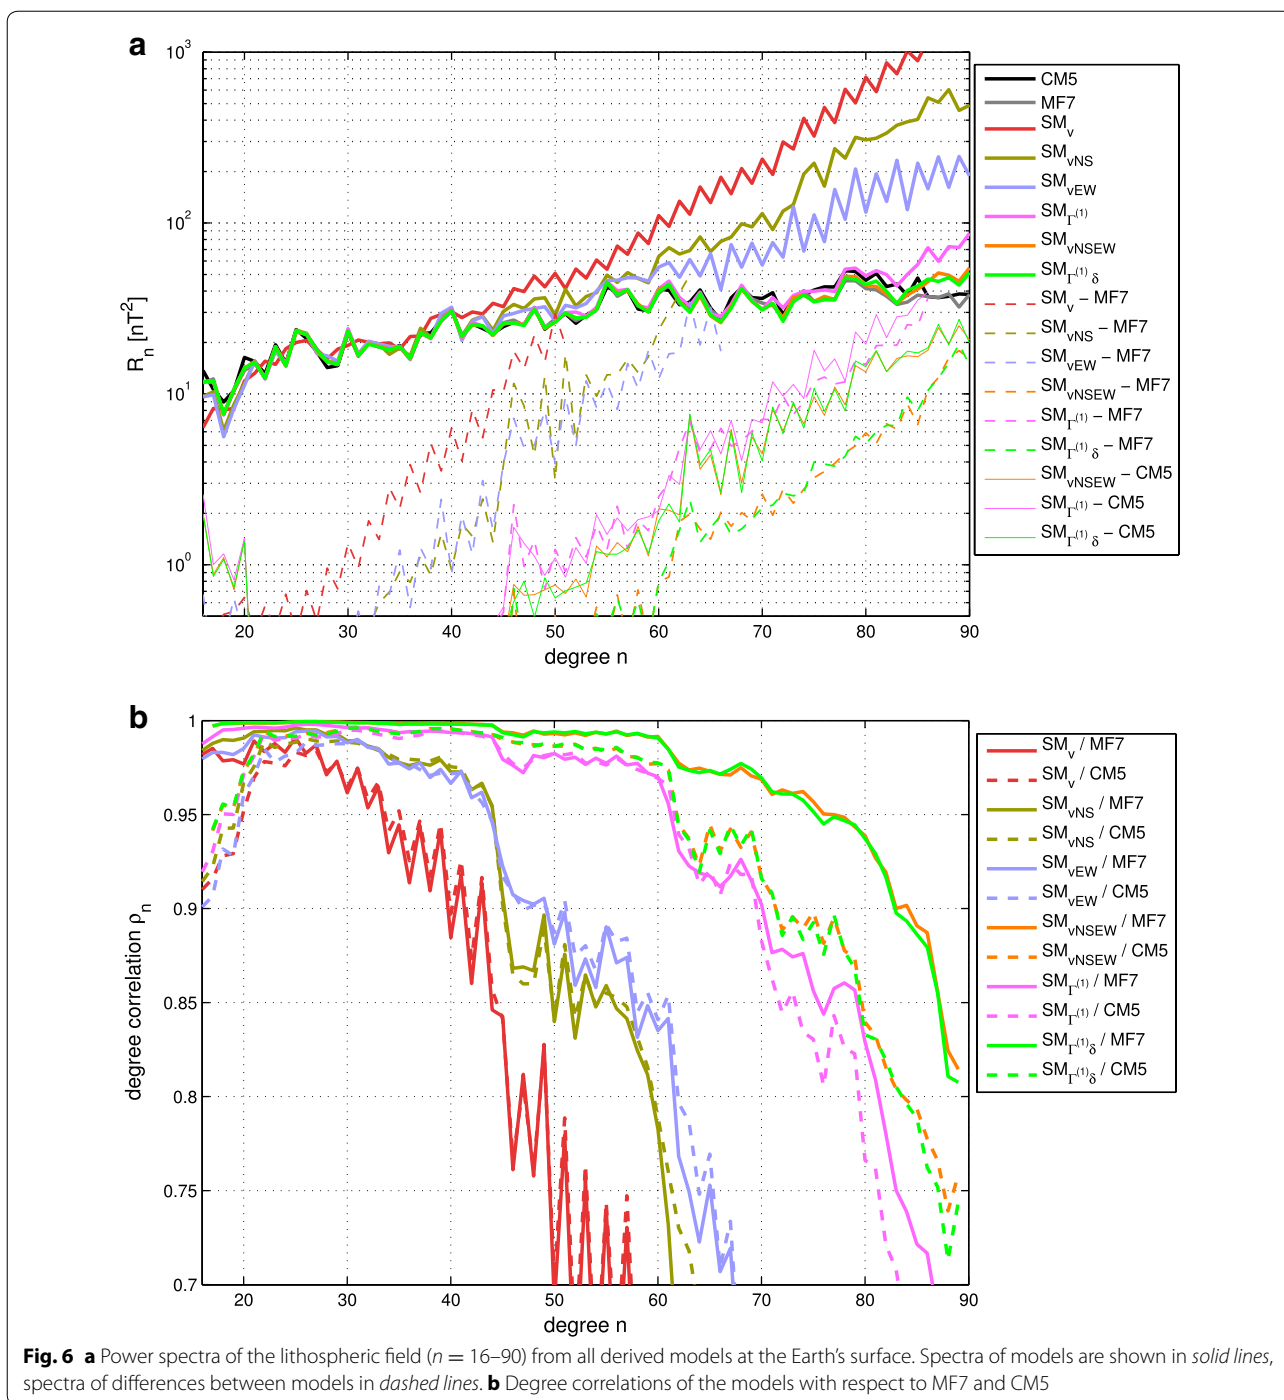 a
10³
10²
10¹
10⁰
R_n [nT²]
20 30 40 50 60 70 80 90
degree n
CM5
MF7
SM_v
SM_vNS
SM_vEW
SM_Γ⁽¹⁾
SM_vNSEW
SM_Γ⁽¹⁾δ
SM_v – MF7
SM_vNS – MF7
SM_vEW – MF7
SM_vNSEW – MF7
SM_Γ⁽¹⁾ – MF7
SM_Γ⁽¹⁾δ – MF7
SM_vNSEW – CM5
SM_Γ⁽¹⁾ – CM5
SM_Γ⁽¹⁾δ – CM5
b
1
0.95
0.9
0.85
0.8
0.75
0.7
degree correlation ρ_n
20 30 40 50 60 70 80 90
degree n
SM_v / MF7
SM_v / CM5
SM_vNS / MF7
SM_vNS / CM5
SM_vEW / MF7
SM_vEW / CM5
SM_vNSEW / MF7
SM_vNSEW / CM5
SM_Γ⁽¹⁾ / MF7
SM_Γ⁽¹⁾ / CM5
SM_Γ⁽¹⁾δ / MF7
SM_Γ⁽¹⁾δ / CM5
Fig. 6 a Power spectra of the lithospheric field (n = 16–90) from all derived models at the Earth's surface. Spectra of models are shown in solid lines,
spectra of differences between models in dashed lines. b Degree correlations of the models with respect to MF7 and CM5